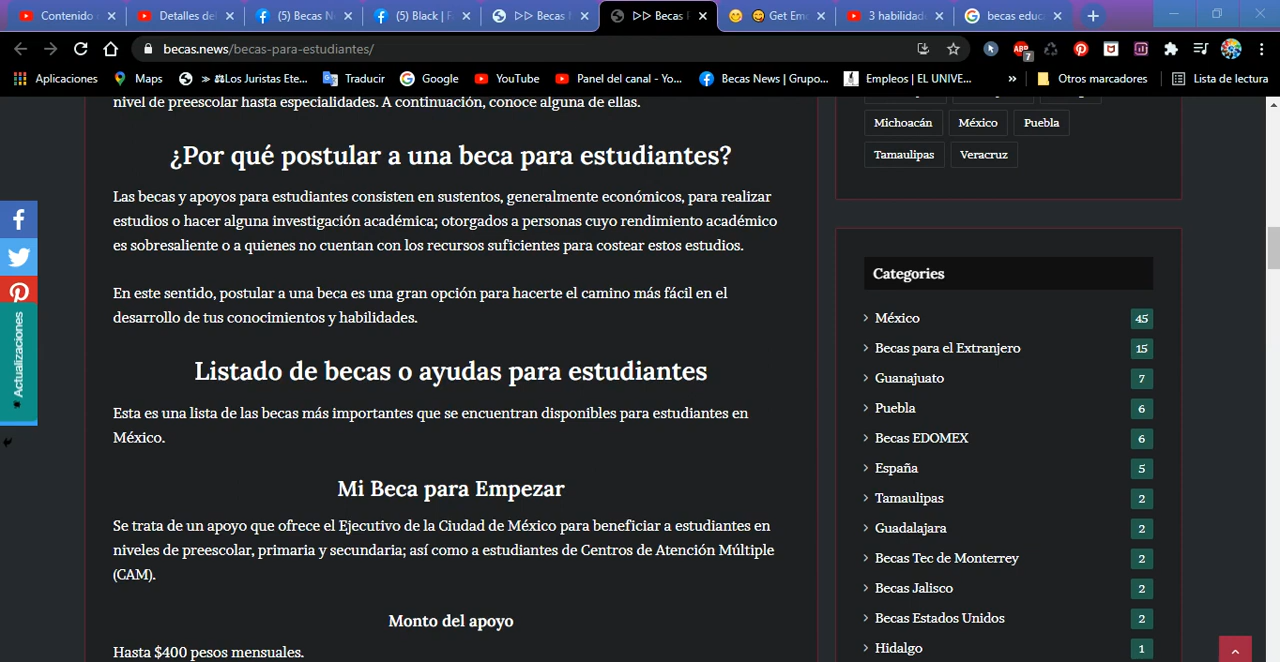 Contenido
Detalles del
(5) Becas N
(5) Black | F
▷▷ Becas
▷▷ Becas
Get Em
3 habilidad
becas educ
becas.news/becas-para-estudiantes/
ABP
7
Aplicaciones
Maps
» ⚖Los Juristas Ete...
Traducir
Google
YouTube
Panel del canal - Yo...
Becas News | Grupo...
Empleos | EL UNIVE...
»
Otros marcadores
Lista de lectura
nivel de preescolar hasta especialidades. A continuación, conoce alguna de ellas.
¿Por qué postular a una beca para estudiantes?
Las becas y apoyos para estudiantes consisten en sustentos, generalmente económicos, para realizar
estudios o hacer alguna investigación académica; otorgados a personas cuyo rendimiento académico
es sobresaliente o a quienes no cuentan con los recursos suficientes para costear estos estudios.
En este sentido, postular a una beca es una gran opción para hacerte el camino más fácil en el
desarrollo de tus conocimientos y habilidades.
Listado de becas o ayudas para estudiantes
Esta es una lista de las becas más importantes que se encuentran disponibles para estudiantes en
México.
Mi Beca para Empezar
Se trata de un apoyo que ofrece el Ejecutivo de la Ciudad de México para beneficiar a estudiantes en
niveles de preescolar, primaria y secundaria; así como a estudiantes de Centros de Atención Múltiple
(CAM).
Monto del apoyo
Hasta $400 pesos mensuales.
Actualizaciones
Michoacán México Puebla
Tamaulipas Veracruz
Categories
México 45
Becas para el Extranjero 15
Guanajuato 7
Puebla 6
Becas EDOMEX 6
España 5
Tamaulipas 2
Guadalajara 2
Becas Tec de Monterrey 2
Becas Jalisco 2
Becas Estados Unidos 2
Hidalgo 1